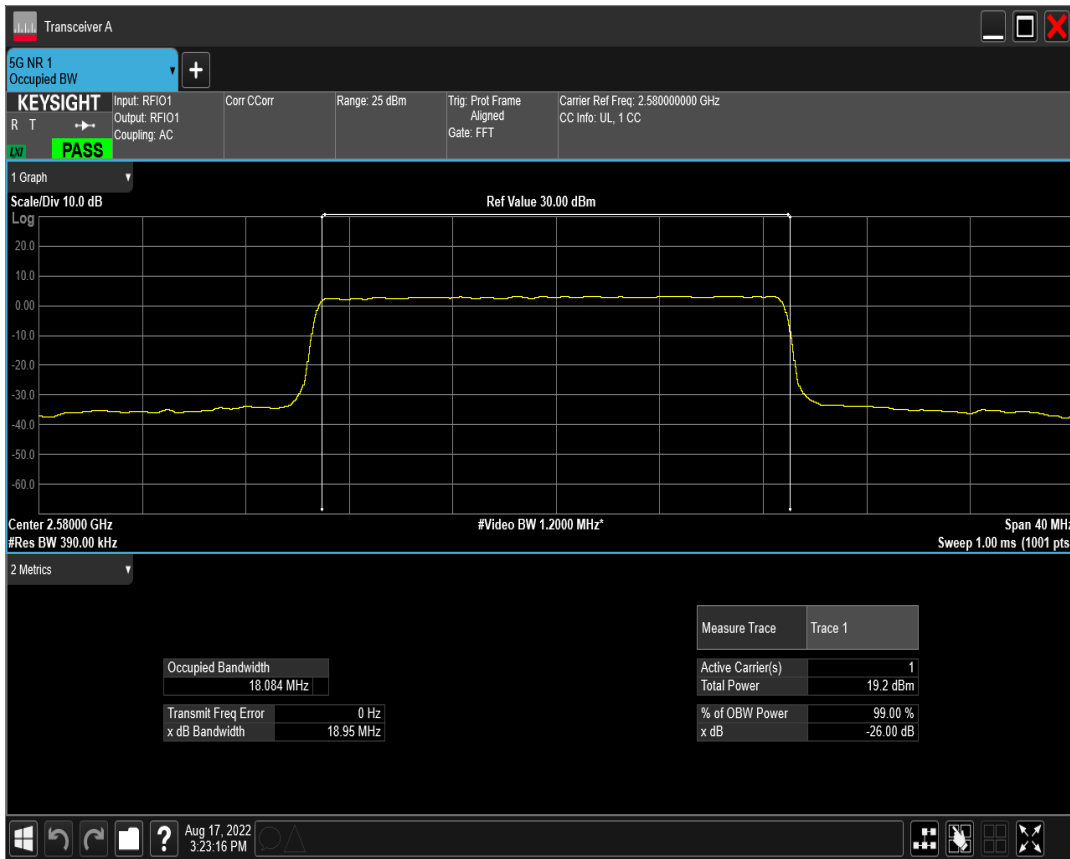 Transceiver A
5G NR 1
Occupied BW
KEYSIGHT
R T
LXI
PASS
Input: RFIO1
Output: RFIO1
Coupling: AC
Corr CCorr
Range: 25 dBm
Trig: Prot Frame
Aligned
Gate: FFT
Carrier Ref Freq: 2.580000000 GHz
CC Info: UL, 1 CC
1 Graph
Scale/Div 10.0 dB
Ref Value 30.00 dBm
Log
20.0
10.0
0.00
-10.0
-20.0
-30.0
-40.0
-50.0
-60.0
Center 2.58000 GHz
#Video BW 1.2000 MHz*
Span 40 MHz
#Res BW 390.00 kHz
Sweep 1.00 ms (1001 pts
2 Metrics
Measure Trace Trace 1
Occupied Bandwidth
18.084 MHz
Active Carrier(s) 1
Total Power 19.2 dBm
Transmit Freq Error 0 Hz
x dB Bandwidth 18.95 MHz
% of OBW Power 99.00 %
x dB -26.00 dB
?
Aug 17, 2022
3:23:16 PM